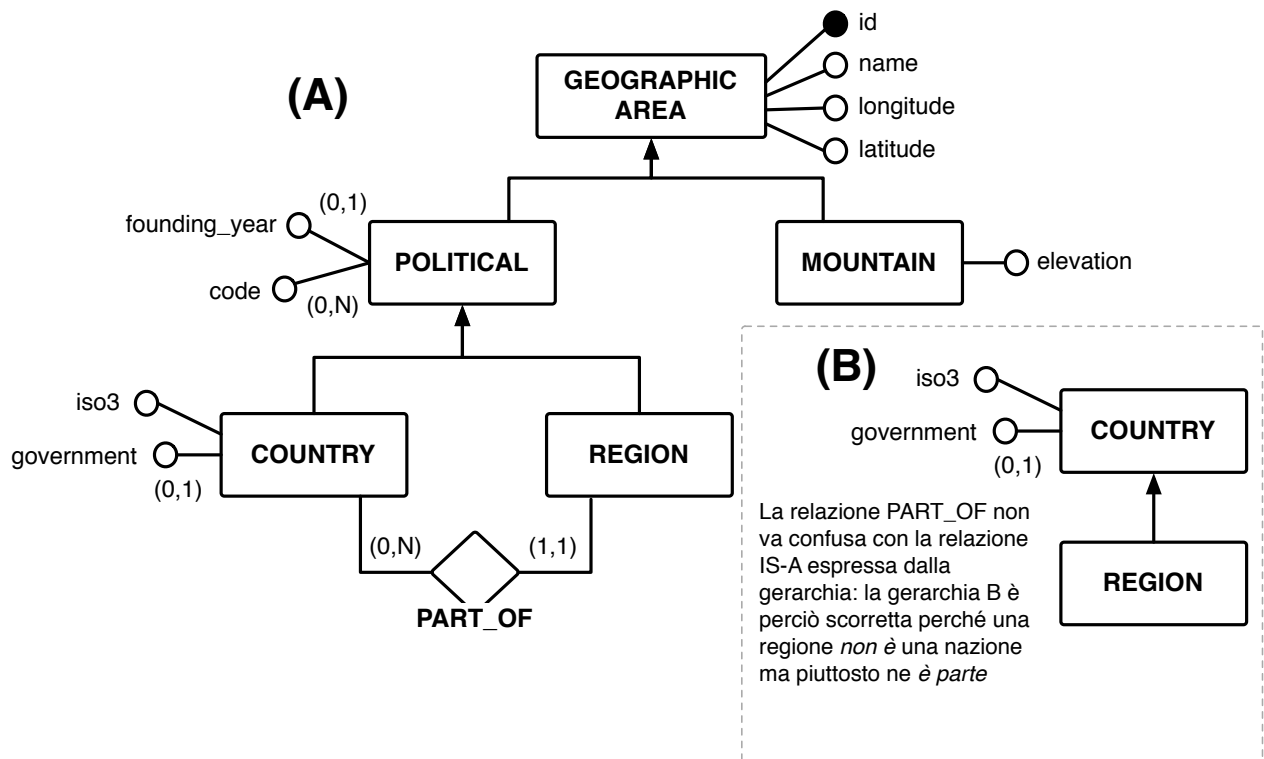 (A)
GEOGRAPHIC
AREA
id
name
longitude
latitude
(0,1)
founding_year
code
(0,N)
POLITICAL
MOUNTAIN
elevation
iso3
government
(0,1)
COUNTRY
REGION
(0,N)
(1,1)
PART_OF
(B)
iso3
government
(0,1)
COUNTRY
REGION
La relazione PART_OF non
va confusa con la relazione
IS-A espressa dalla
gerarchia: la gerarchia B è
perciò scorretta perché una
regione non è una nazione
ma piuttosto ne è parte